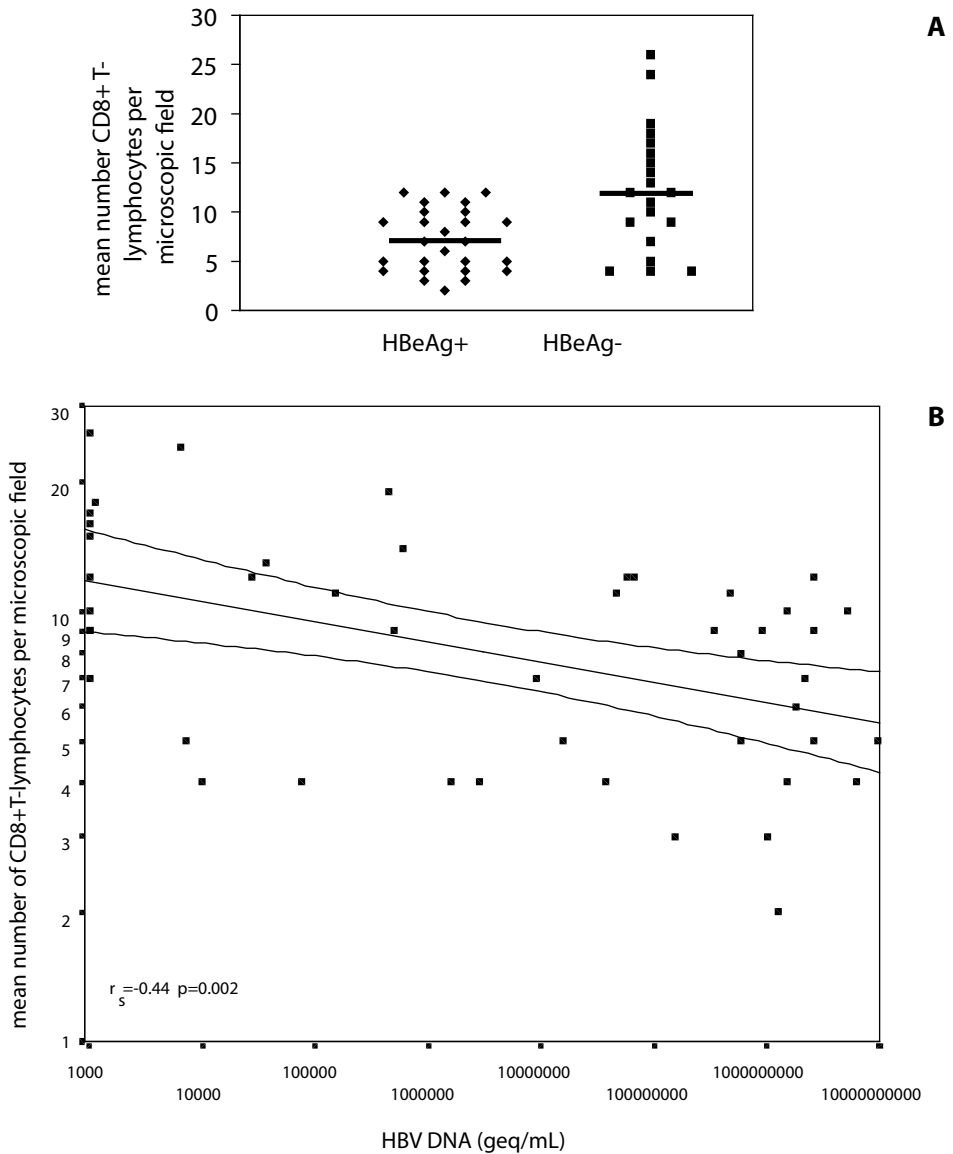 A
mean number CD8+ T-
lymphocytes per
microscopic field
30
25
20
15
10
5
0
HBeAg+ HBeAg-
B
mean number of CD8+T-lymphocytes per microscopic field
30
20
10
9
8
7
6
5
4
3
2
1
r s=-0.44 p=0.002
1000 100000 10000000 1000000000
10000 1000000 100000000 10000000000
HBV DNA (geq/mL)